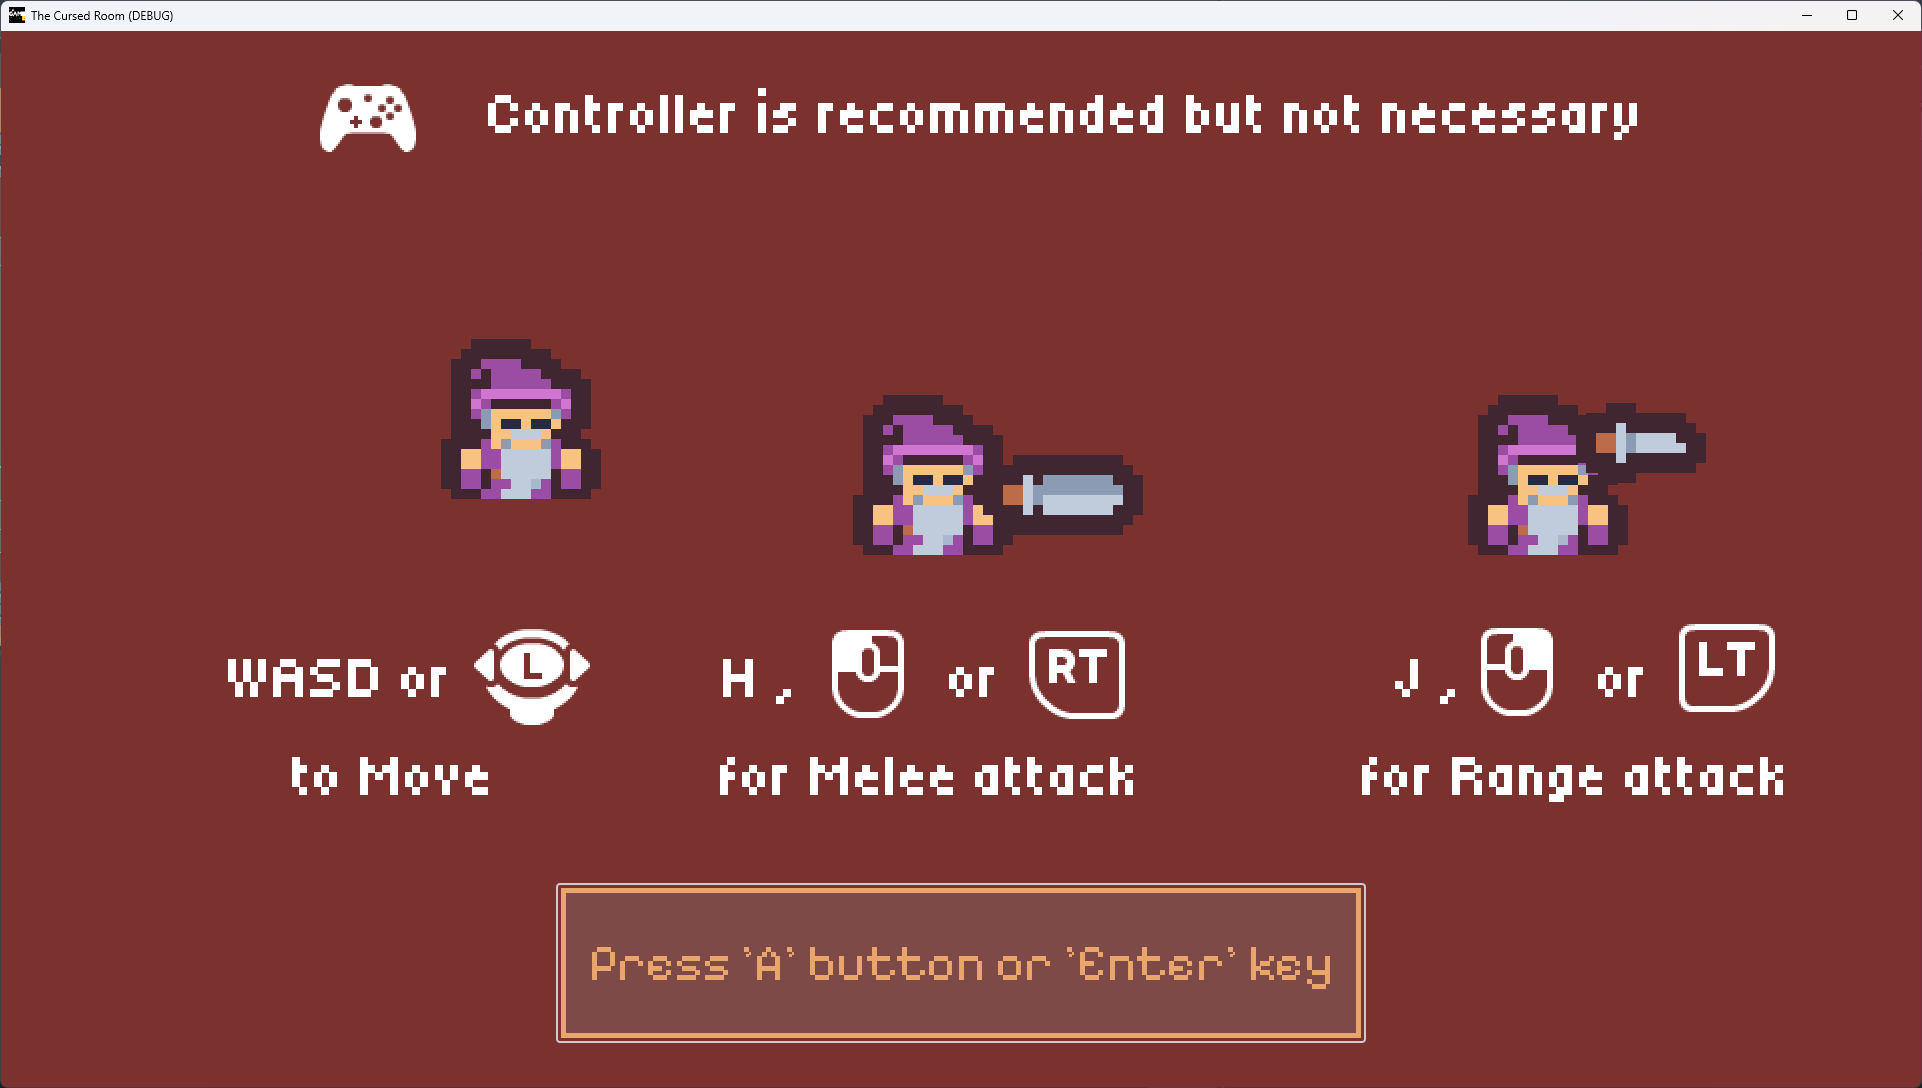 The Cursed Room (DEBUG)
Controller is recommended but not necessary
WASD or L
to Move
H , or RT
for Melee attack
J , or LT
for Range attack
Press 'A' button or 'Enter' key